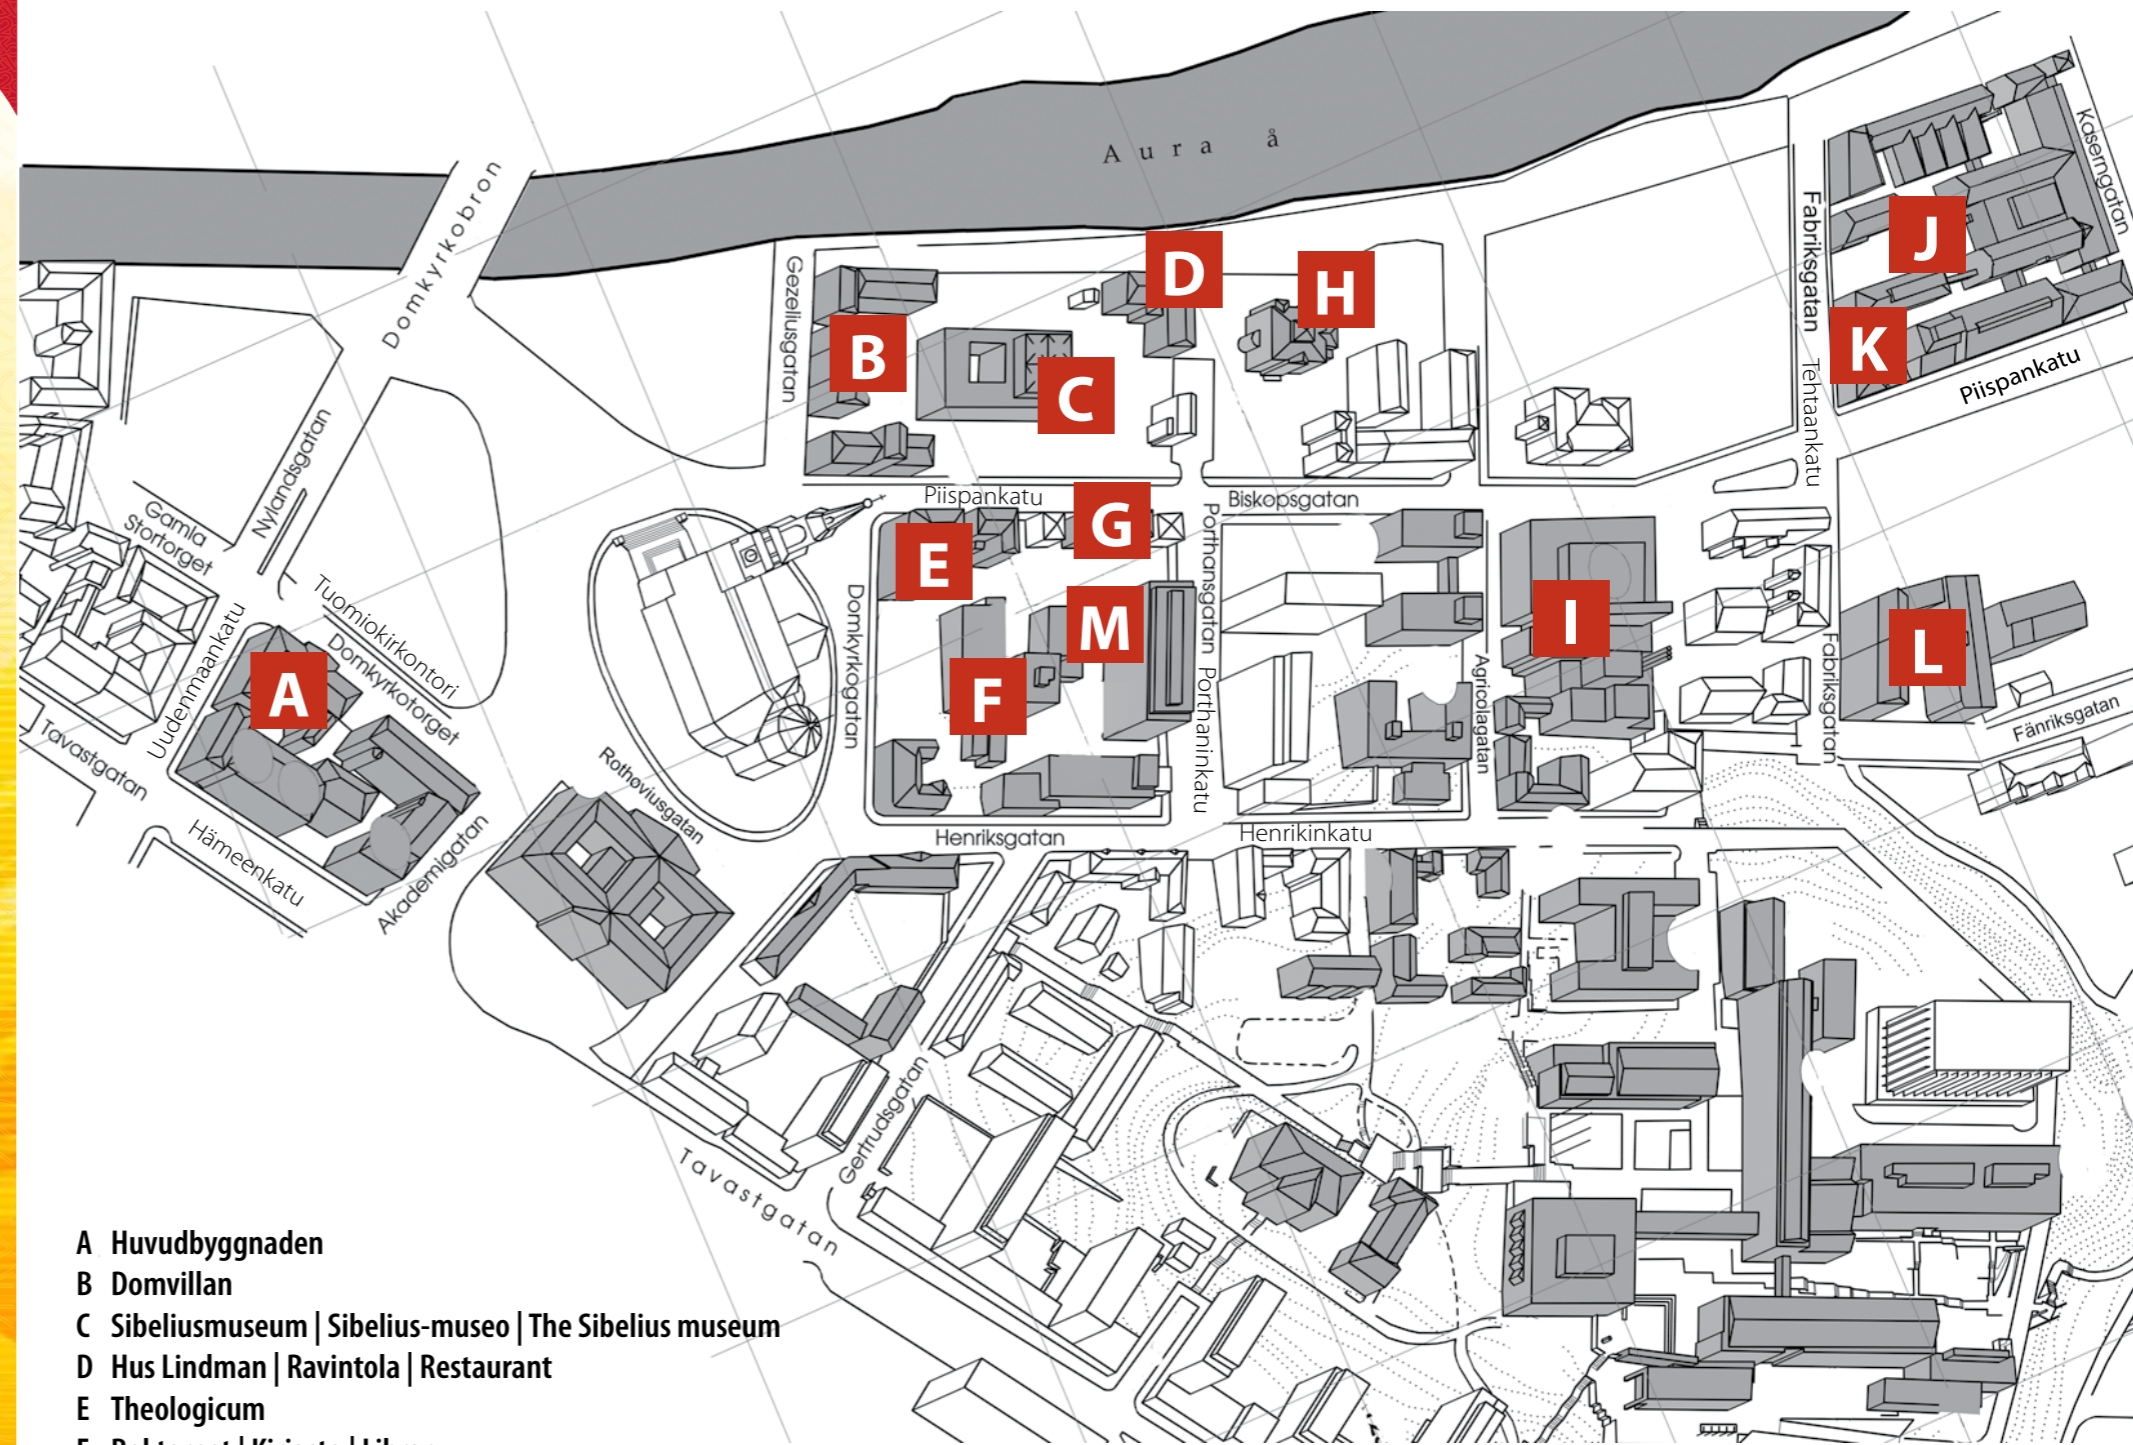 Aura å
Domkyrkobron
Kaserngatan
Fabriksgatan
J
D
H
Gezeliusgatan
B
C
K
Tehtaankatu
Piispankatu
Nylandsgatan
Gamla
Stortorget
Piispankatu
Biskopsgatan
G
E
Porthansgatan
Tuomiokirkontori
Domkyrkotorget
Uudenmaankatu
A
Domkyrkogatan
M
I
Fabriksgatan
L
F
Agricolagatan
Porthaninkatu
Fänriksgatan
Tavastgatan
Rothoviusgatan
Hämeenkatu
Akademigatan
Henriksgatan
Henrikinkatu
Gertrudsgatan
Tavastgatan
A Huvudbyggnaden
B Domvillan
C Sibeliusmuseum | Sibelius-museo | The Sibelius museum
D Hus Lindman | Ravintola | Restaurant
E Theologicum